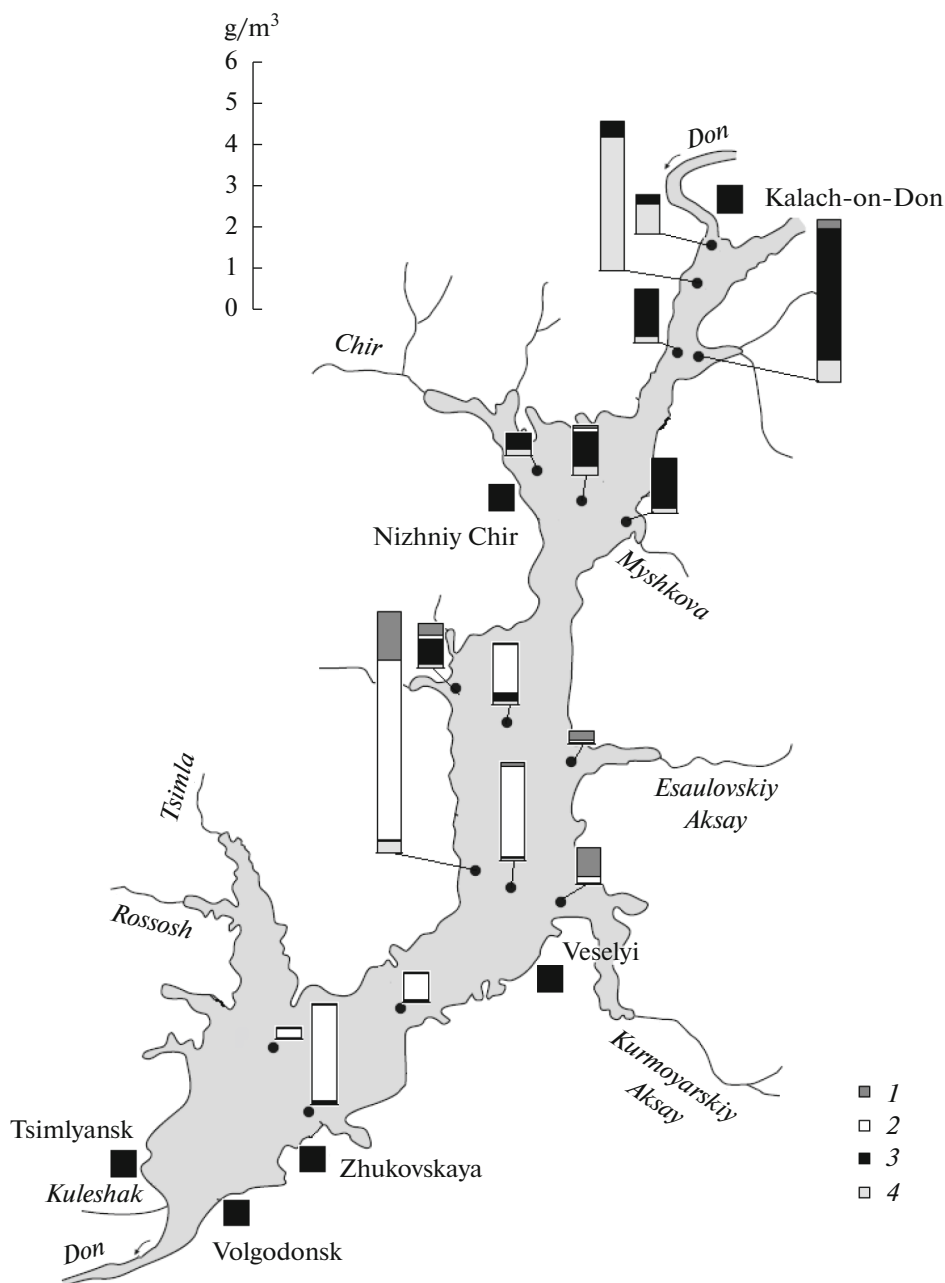 g/m³
6
5
4
3
2
1
0
Don
Kalach-on-Don
Chir
Nizhniy Chir
Myshkova
Tsimla
Esaulovskiy
Aksay
Rossosh
Veselyi
Kurmoyarskiy
Aksay
1
2
3
4
Tsimlyansk
Zhukovskaya
Kuleshak
Volgodonsk
Don